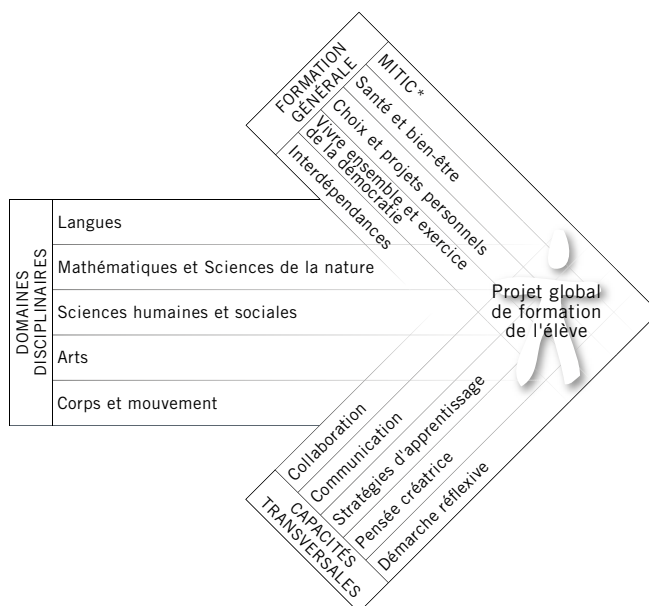 FORMATION
GÉNÉRALE
MITIC*
Santé et bien-être
Choix et projets personnels
Vivre ensemble et exercice
de la démocratie
Interdépendances
DOMAINES
DISCIPLINAIRES
Langues
Mathématiques et Sciences de la nature
Sciences humaines et sociales
Arts
Corps et mouvement
Projet global
de formation
de l'élève
Collaboration
Communication
Stratégies d'apprentissage
Pensée créatrice
Démarche réflexive
CAPACITÉS
TRANSVERSALES